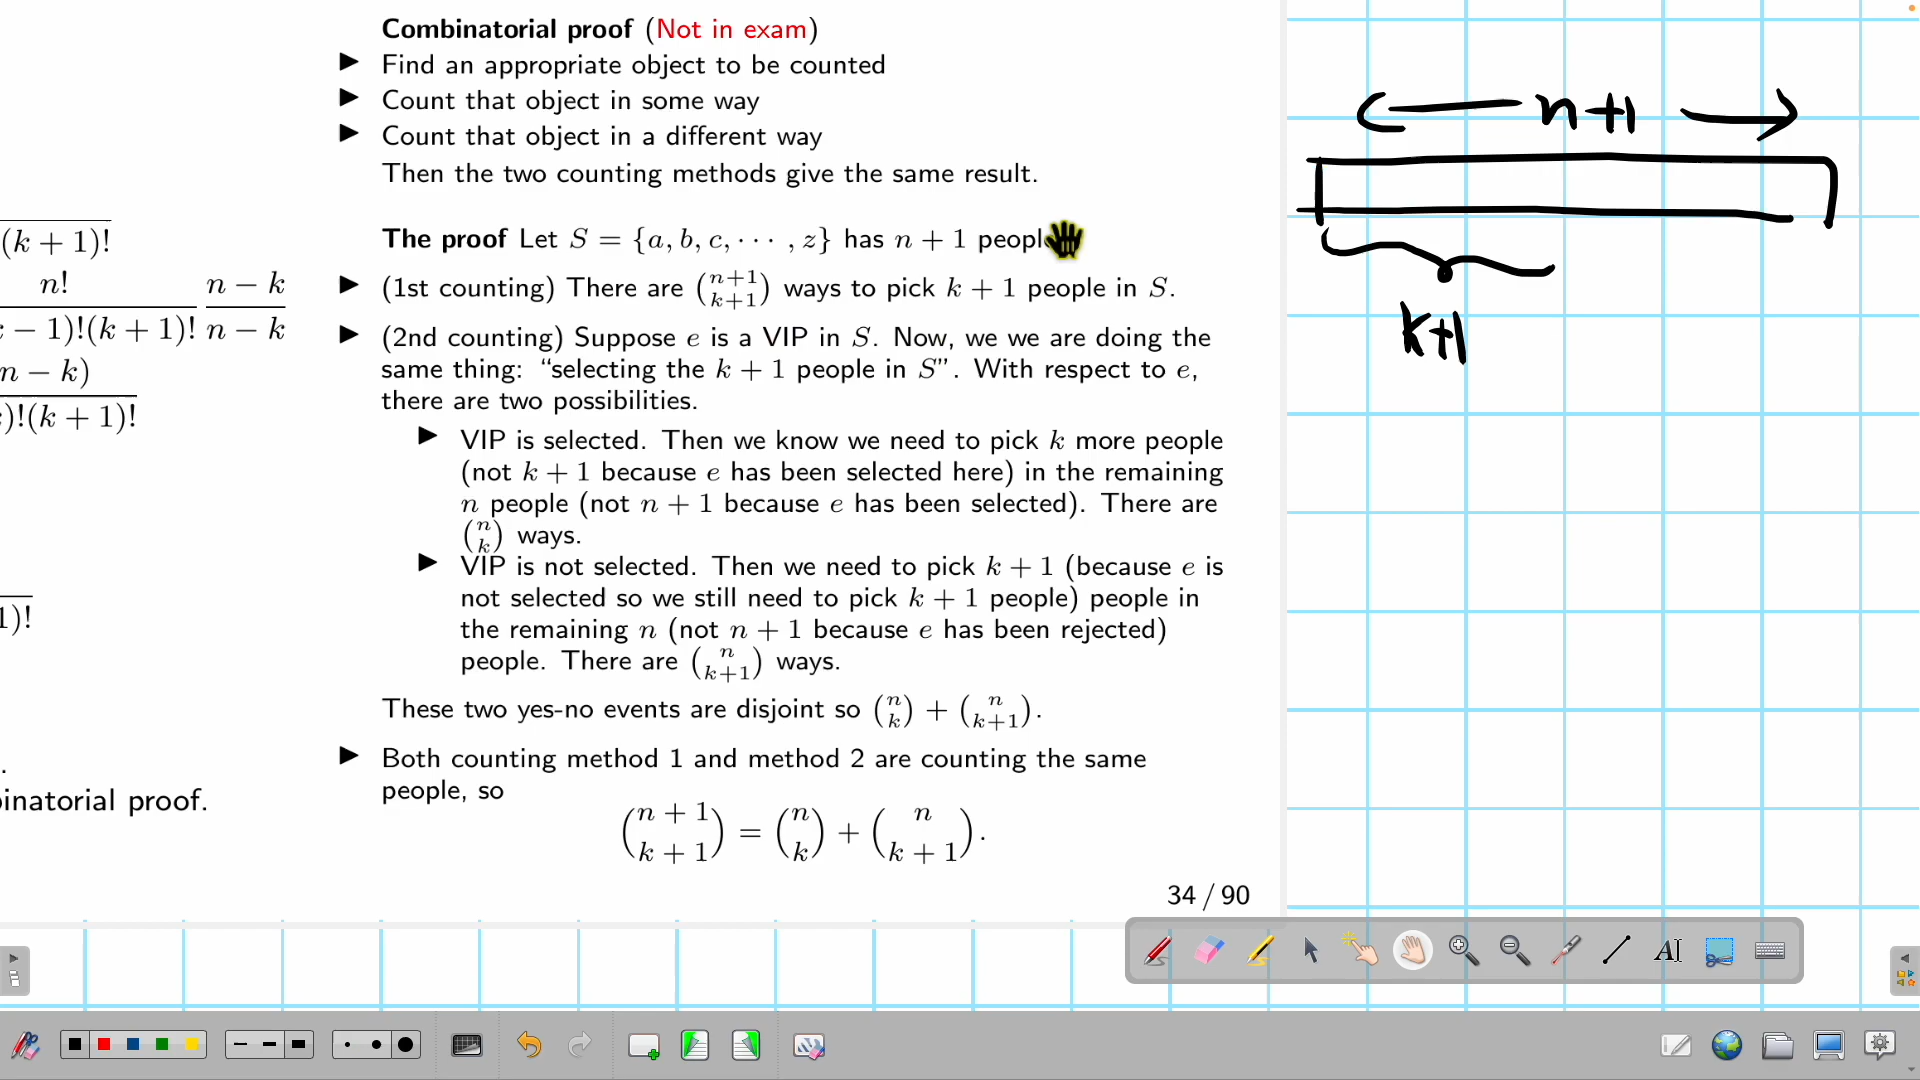 Combinatorial proof (Not in exam)
▶ Find an appropriate object to be counted
▶ Count that object in some way
▶ Count that object in a different way
Then the two counting methods give the same result.
The proof Let S = {a, b, c, ⋯ , z} has n + 1 peopl
▶ (1st counting) There are (n+1 k+1) ways to pick k + 1 people in S.
▶ (2nd counting) Suppose e is a VIP in S. Now, we we are doing the
same thing: “selecting the k + 1 people in S”. With respect to e,
there are two possibilities.
▶ VIP is selected. Then we know we need to pick k more people
(not k + 1 because e has been selected here) in the remaining
n people (not n + 1 because e has been selected). There are
(n k) ways.
▶ VIP is not selected. Then we need to pick k + 1 (because e is
not selected so we still need to pick k + 1 people) people in
the remaining n (not n + 1 because e has been rejected)
people. There are (n k+1) ways.
These two yes-no events are disjoint so (n k) + (n k+1).
▶ Both counting method 1 and method 2 are counting the same
people, so
(n + 1 k + 1) = (n k) + (n k + 1).
34 / 90
(k + 1)!
n! n − k
− 1)!(k + 1)! n − k
n − k)
)!(k + 1)!
1)!
.
inatorial proof.
n+1
k+1
AI